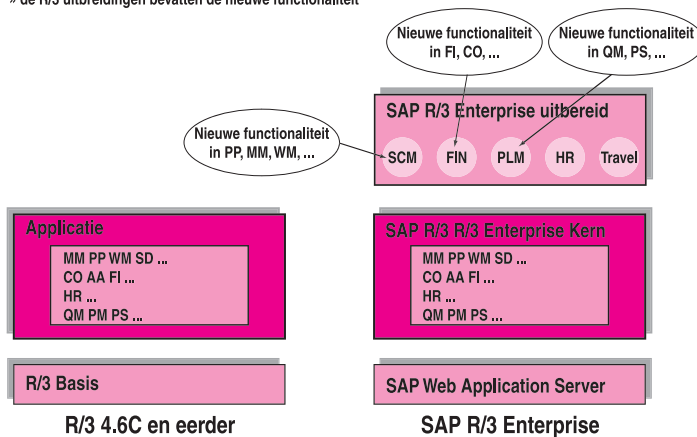 » de R/3 uitbreidingen bevatten de nieuwe functionaliteit
Nieuwe functionaliteit
in FI, CO, ...
Nieuwe functionaliteit
in QM, PS, ...
SAP R/3 Enterprise uitbereid
Nieuwe functionaliteit
in PP, MM, WM, ...
SCM FIN PLM HR Travel
Applicatie
MM PP WM SD ...
CO AA FI ...
HR ...
QM PM PS ...
SAP R/3 R/3 Enterprise Kern
MM PP WM SD ...
CO AA FI ...
HR ...
QM PM PS ...
R/3 Basis
SAP Web Application Server
R/3 4.6C en eerder
SAP R/3 Enterprise